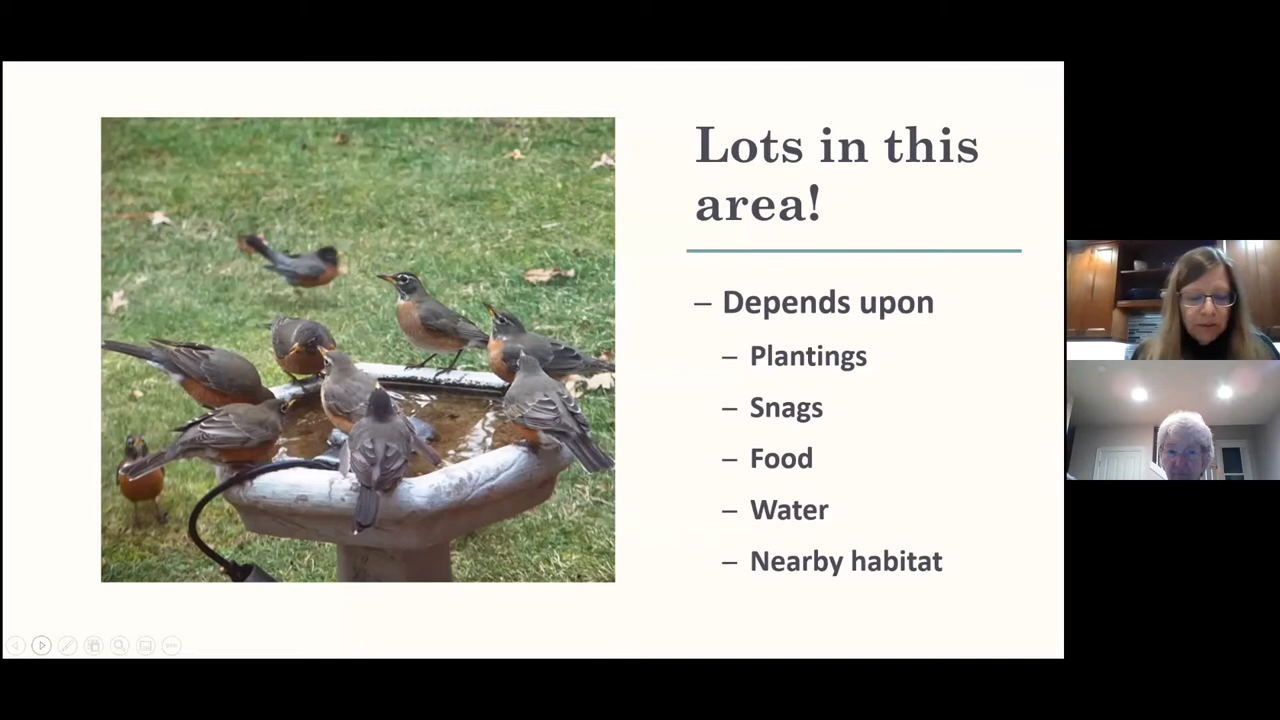 Lots in this
area!
– Depends upon
– Plantings
– Snags
– Food
– Water
– Nearby habitat